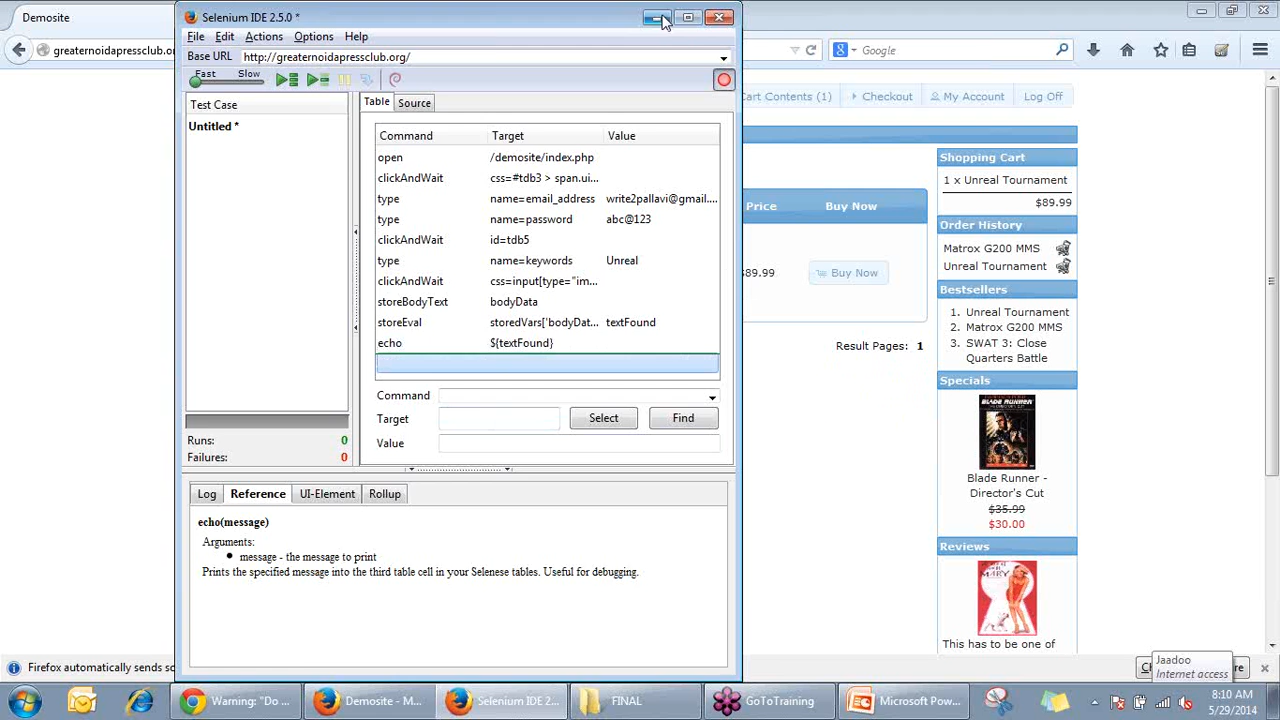 Demosite
Selenium IDE 2.5.0 *
greaternoidapressclub.or
File Edit Actions Options Help
Base URL http://greaternoidapressclub.org/
Google
Fast Slow
Cart Contents (1) Checkout My Account Log Off
Test Case
Untitled *
Table Source
Command Target Value
open /demosite/index.php
clickAndWait css=#tdb3 > span.ui...
type name=email_address write2pallavi@gmail....
type name=password abc@123
clickAndWait id=tdb5
type name=keywords Unreal
clickAndWait css=input[type="im...
storeBodyText bodyData
storeEval storedVars['bodyDat... textFound
echo ${textFound}
Command
Target Select Find
Value
Runs: 0
Failures: 0
Log Reference UI-Element Rollup
echo(message)
Arguments:
message - the message to print
Prints the specified message into the third table cell in your Selenese tables. Useful for debugging.
Price Buy Now
$89.99 Buy Now
Result Pages: 1
Shopping Cart
1 x Unreal Tournament
$89.99
Order History
Matrox G200 MMS
Unreal Tournament
Bestsellers
1. Unreal Tournament
2. Matrox G200 MMS
3. SWAT 3: Close
Quarters Battle
Specials
Blade Runner -
Director's Cut
$35.99
$30.00
Reviews
This has to be one of
Firefox automatically sends
Jaadoo
Internet access
Warning: "Do ... Demosite - M... Selenium IDE 2... FINAL GoToTraining Microsoft Pow...
8:10 AM
5/29/2014